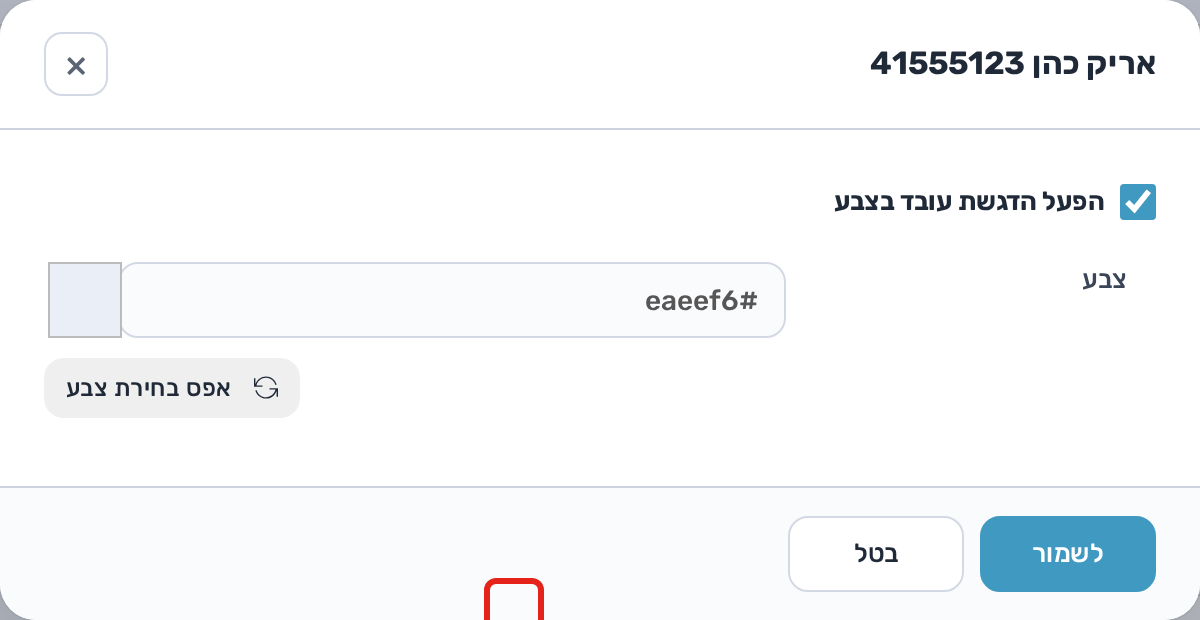 אריק כהן 41555123
הפעל הדגשת עובד בצבע
צבע
#eaeef6
אפס בחירת צבע
לשמור
בטל